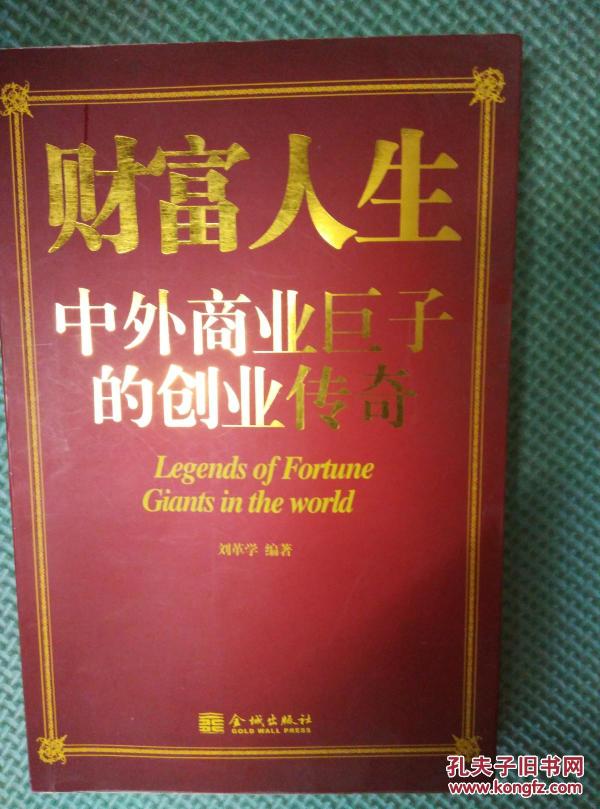 财富人生
中外商业巨子
的创业传奇
Legends of Fortune
Giants in the world
刘革学 编著
金城出版社
GOLD WALL PRESS
孔夫子旧书网
www.kongfz.com